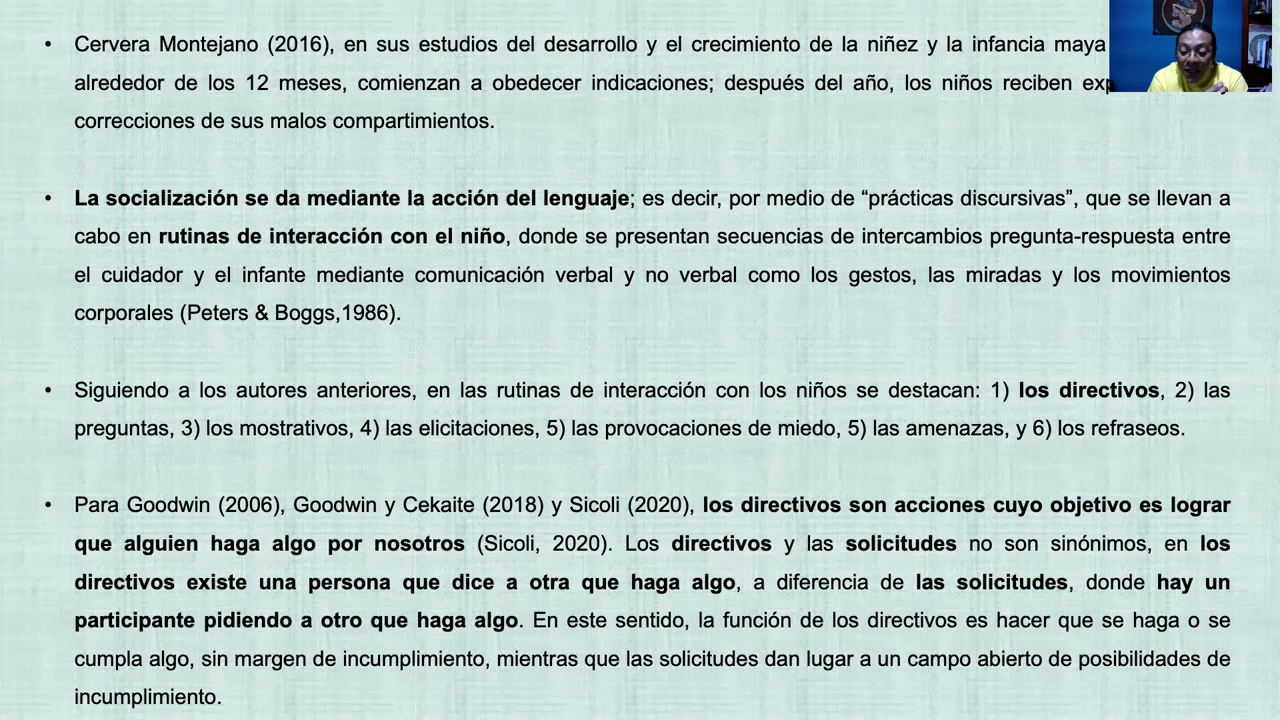 • Cervera Montejano (2016), en sus estudios del desarrollo y el crecimiento de la niñez y la infancia maya
alrededor de los 12 meses, comienzan a obedecer indicaciones; después del año, los niños reciben
correcciones de sus malos compartimientos.
• La socialización se da mediante la acción del lenguaje; es decir, por medio de “prácticas discursivas”, que se llevan a
cabo en rutinas de interacción con el niño, donde se presentan secuencias de intercambios pregunta-respuesta entre
el cuidador y el infante mediante comunicación verbal y no verbal como los gestos, las miradas y los movimientos
corporales (Peters & Boggs,1986).
• Siguiendo a los autores anteriores, en las rutinas de interacción con los niños se destacan: 1) los directivos, 2) las
preguntas, 3) los mostrativos, 4) las elicitaciones, 5) las provocaciones de miedo, 5) las amenazas, y 6) los refraseos.
• Para Goodwin (2006), Goodwin y Cekaite (2018) y Sicoli (2020), los directivos son acciones cuyo objetivo es lograr
que alguien haga algo por nosotros (Sicoli, 2020). Los directivos y las solicitudes no son sinónimos, en los
directivos existe una persona que dice a otra que haga algo, a diferencia de las solicitudes, donde hay un
participante pidiendo a otro que haga algo. En este sentido, la función de los directivos es hacer que se haga o se
cumpla algo, sin margen de incumplimiento, mientras que las solicitudes dan lugar a un campo abierto de posibilidades de
incumplimiento.